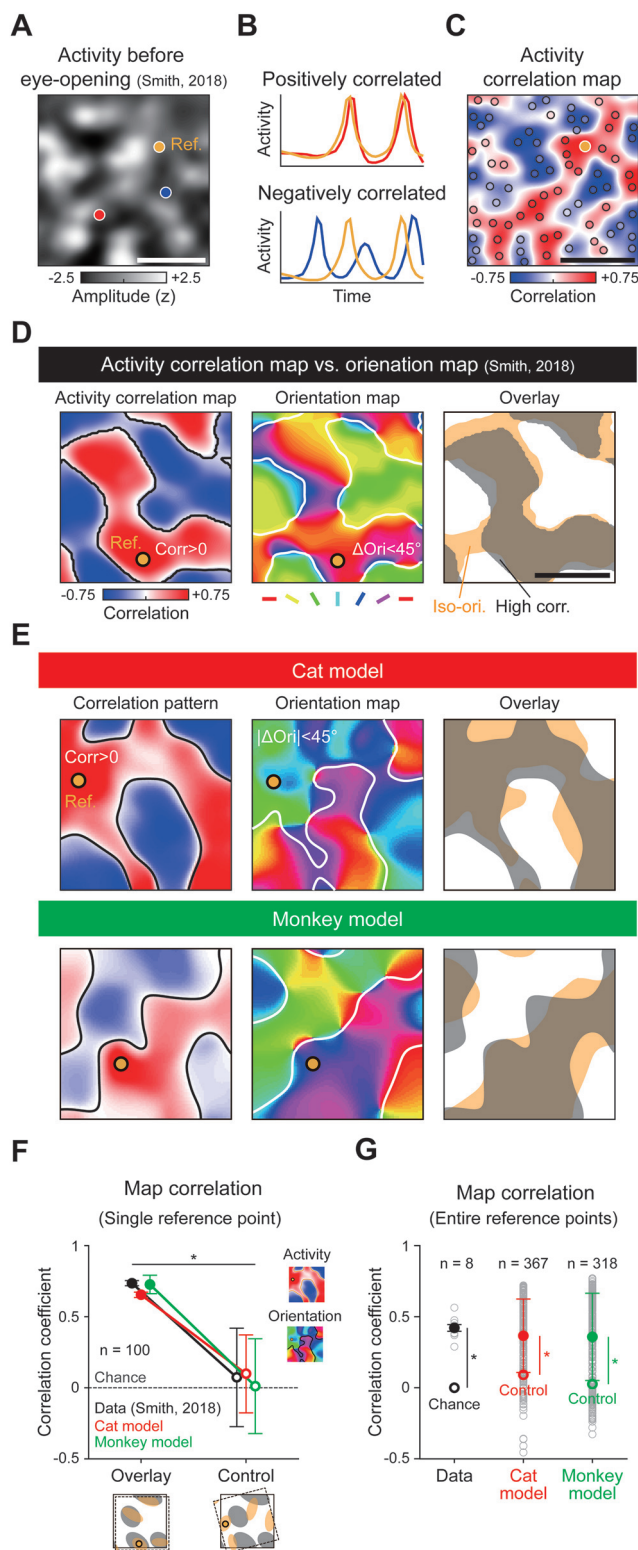 A
Activity before
eye-opening (Smith, 2018)
Ref.
-2.5
+2.5
Amplitude (z)
B
Positively correlated
Activity
Negatively correlated
Activity
Time
C
Activity
correlation map
-0.75
+0.75
Correlation
D
Activity correlation map vs. orienation map (Smith, 2018)
Activity correlation map
Orientation map
Overlay
Ref.
Corr>0
ΔOri<45°
Iso-ori.
High corr.
-0.75
+0.75
Correlation
E
Cat model
Correlation pattern
Orientation map
Overlay
Corr>0
Ref.
|ΔOri|<45°
Monkey model
F
Map correlation
(Single reference point)
Correlation coefficient
1
0.5
0
-0.5
*
n = 100
Chance
Data (Smith, 2018)
Cat model
Monkey model
Activity
Orientation
Overlay
Control
G
Map correlation
(Entire reference points)
Correlation coefficient
1
0.5
0
-0.5
n = 8
n = 367
n = 318
*
*
*
Chance
Control
Control
Data
Cat
model
Monkey
model